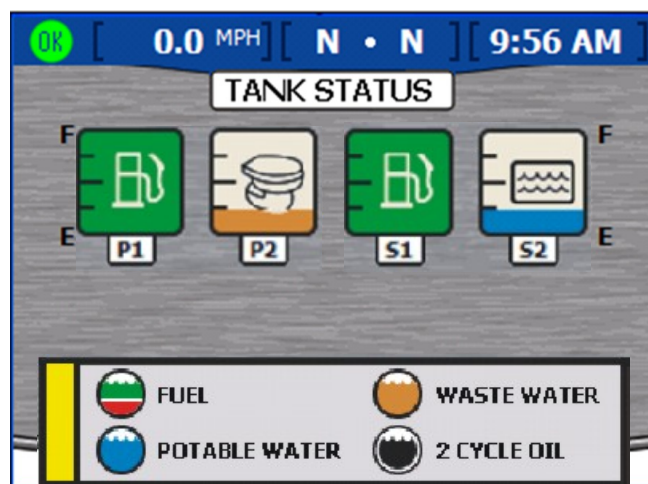 OK [ 0.0 MPH ] [ N • N ] [ 9:56 AM ]
TANK STATUS
F F
E E
P1 P2 S1 S2
FUEL WASTE WATER
POTABLE WATER 2 CYCLE OIL